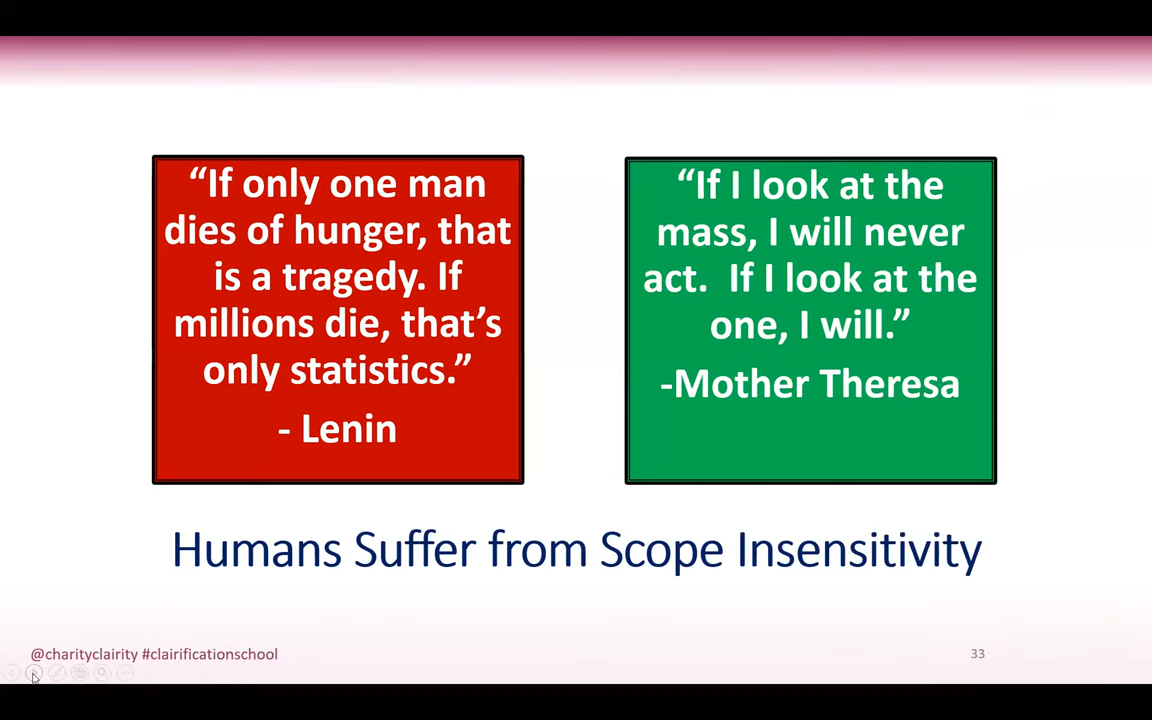 “If only one man
dies of hunger, that
is a tragedy. If
millions die, that’s
only statistics.”
- Lenin
“If I look at the
mass, I will never
act.  If I look at the
one, I will.”
-Mother Theresa
Humans Suffer from Scope Insensitivity
@charityclairity #clairificationschool
33